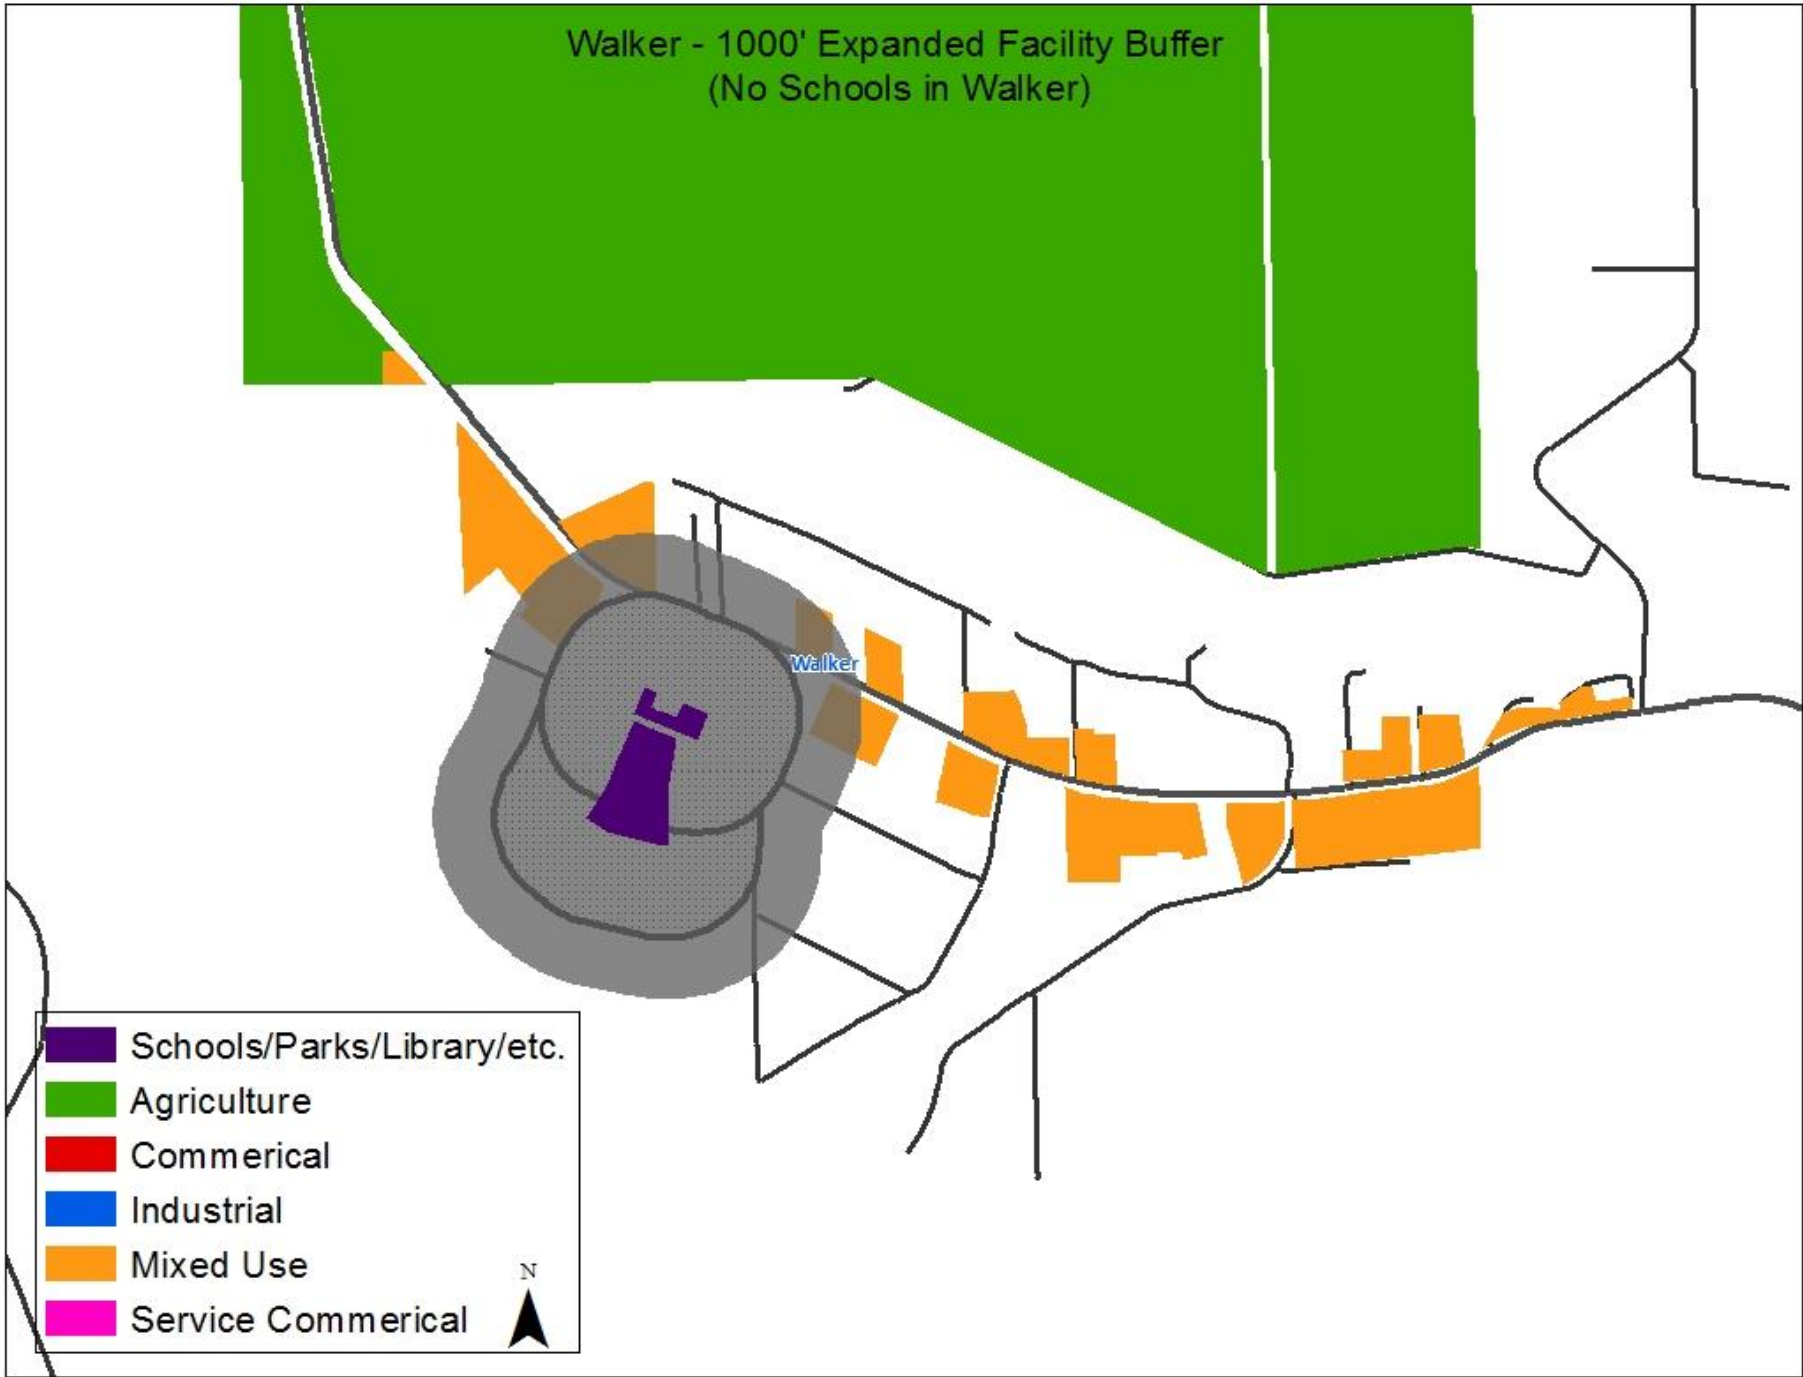 Walker - 1000' Expanded Facility Buffer
(No Schools in Walker)
Walker
Schools/Parks/Library/etc.
Agriculture
Commerical
Industrial
Mixed Use
Service Commerical
N